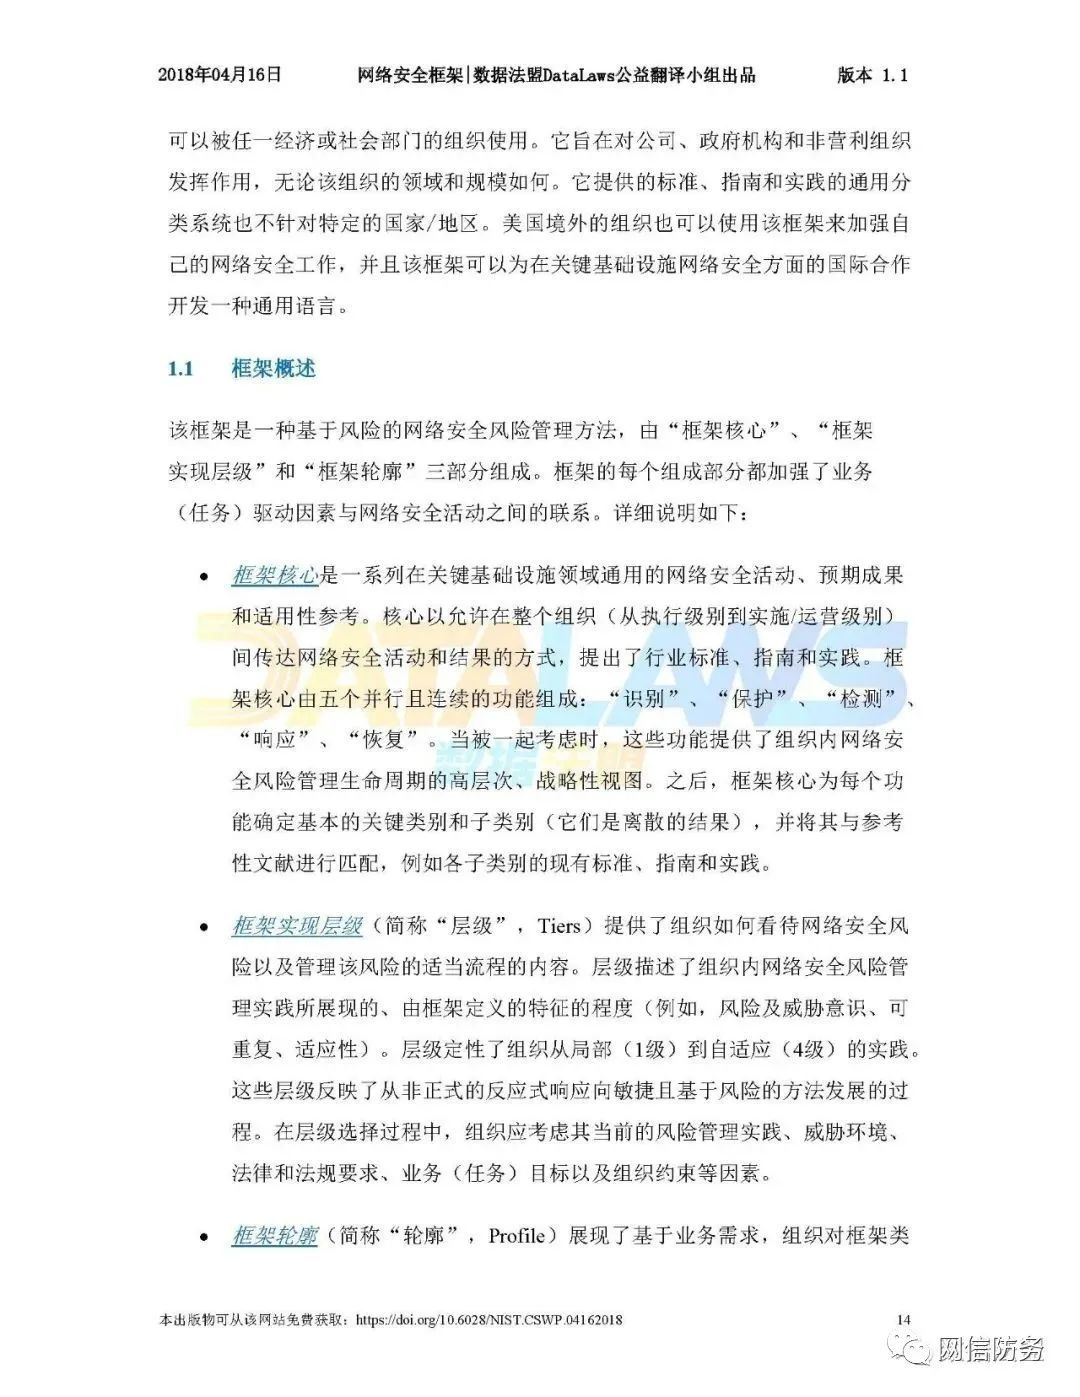 2018年04月16日 网络安全框架|数据法盟DataLaws公益翻译小组出品 版本 1.1
可以被任一经济或社会部门的组织使用。它旨在对公司、政府机构和非营利组织
发挥作用，无论该组织的领域和规模如何。它提供的标准、指南和实践的通用分
类系统也不针对特定的国家/地区。美国境外的组织也可以使用该框架来加强自
己的网络安全工作，并且该框架可以为在关键基础设施网络安全方面的国际合作
开发一种通用语言。
1.1 框架概述
该框架是一种基于风险的网络安全风险管理方法，由“框架核心”、“框架
实现层级”和“框架轮廓”三部分组成。框架的每个组成部分都加强了业务
（任务）驱动因素与网络安全活动之间的联系。详细说明如下：
• 框架核心是一系列在关键基础设施领域通用的网络安全活动、预期成果
和适用性参考。核心以允许在整个组织（从执行级别到实施/运营级别）
间传达网络安全活动和结果的方式，提出了行业标准、指南和实践。框
架核心由五个并行且连续的功能组成：“识别”、“保护”、“检测”、
“响应”、“恢复”。当被一起考虑时，这些功能提供了组织内网络安
全风险管理生命周期的高层次、战略性视图。之后，框架核心为每个功
能确定基本的关键类别和子类别（它们是离散的结果），并将其与参考
性文献进行匹配，例如各子类别的现有标准、指南和实践。
DATALAWS
数据法盟
• 框架实现层级（简称“层级”，Tiers）提供了组织如何看待网络安全风
险以及管理该风险的适当流程的内容。层级描述了组织内网络安全风险管
理实践所展现的、由框架定义的特征的程度（例如，风险及威胁意识、可
重复、适应性）。层级定性了组织从局部（1级）到自适应（4级）的实践。
这些层级反映了从非正式的反应式响应向敏捷且基于风险的方法发展的过
程。在层级选择过程中，组织应考虑其当前的风险管理实践、威胁环境、
法律和法规要求、业务（任务）目标以及组织约束等因素。
• 框架轮廓（简称“轮廓”，Profile）展现了基于业务需求，组织对框架类
本出版物可从该网站免费获取：https://doi.org/10.6028/NIST.CSWP.04162018 14
网信防务